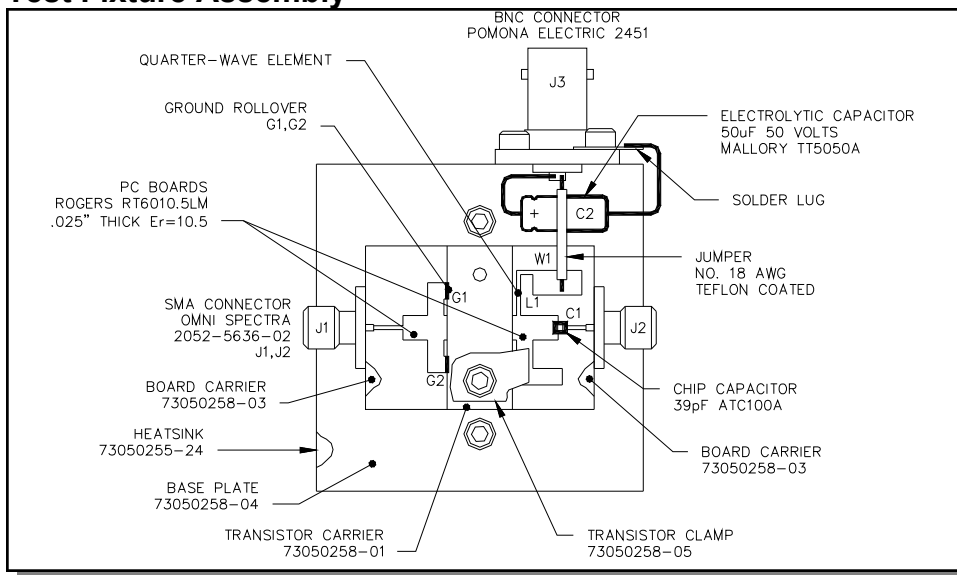 Test Fixture Assembly
BNC CONNECTOR
POMONA ELECTRIC 2451
QUARTER-WAVE ELEMENT
J3
GROUND ROLLOVER
G1,G2
ELECTROLYTIC CAPACITOR
50uF 50 VOLTS
MALLORY TT5050A
PC BOARDS
ROGERS RT6010.5LM
.025" THICK Er=10.5
SOLDER LUG
+
C2
W1
JUMPER
NO. 18 AWG
TEFLON COATED
G1
L1
C1
SMA CONNECTOR
OMNI SPECTRA
2052-5636-02
J1,J2
J1
J2
G2
BOARD CARRIER
73050258-03
CHIP CAPACITOR
39pF ATC100A
HEATSINK
73050255-24
BOARD CARRIER
73050258-03
BASE PLATE
73050258-04
TRANSISTOR CARRIER
73050258-01
TRANSISTOR CLAMP
73050258-05